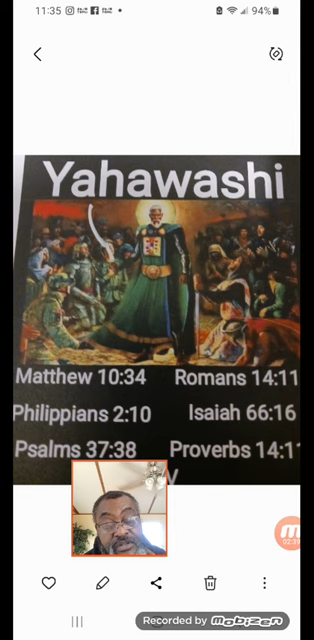 11:35 94%
Yahawashi
Matthew 10:34 Romans 14:11
Philippians 2:10 Isaiah 66:16
Psalms 37:38 Proverbs 14:11
Recorded by mobizen